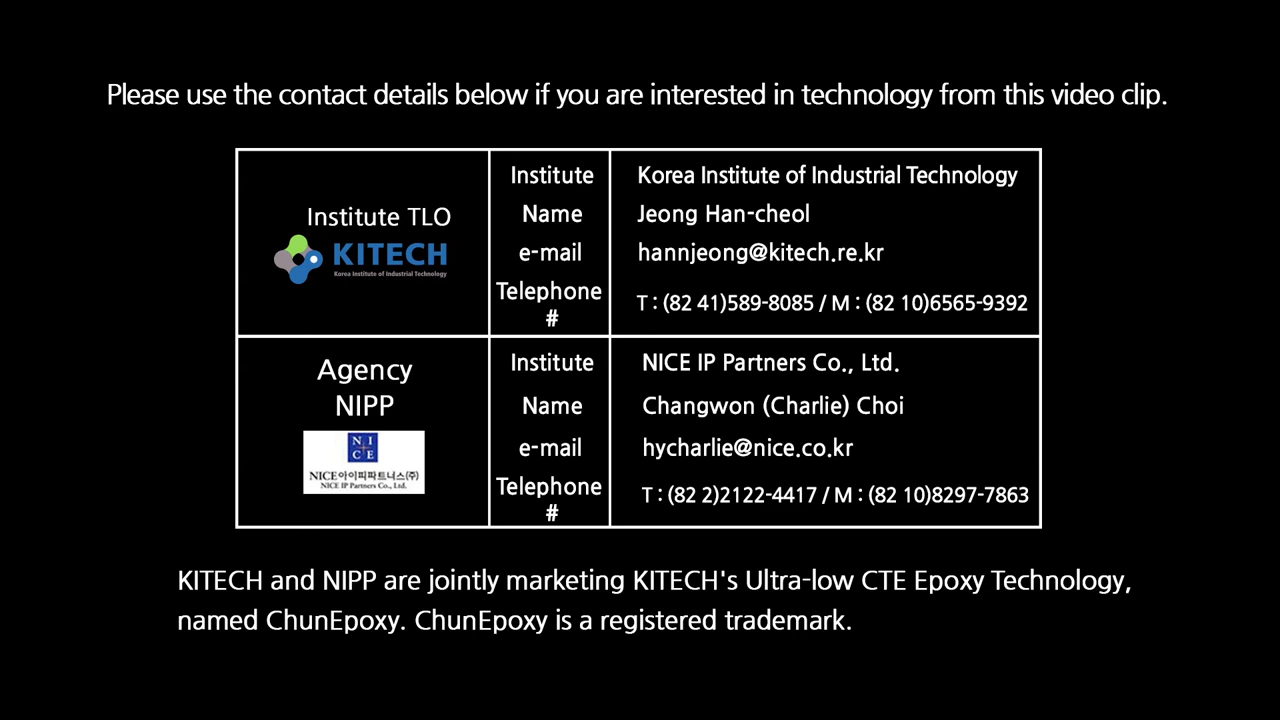 Please use the contact details below if you are interested in technology from this video clip.
Institute TLO
KITECH
Korea Institute of Industrial Technology
Institute
Korea Institute of Industrial Technology
Name
Jeong Han-cheol
e-mail
hannjeong@kitech.re.kr
Telephone
#
T : (82 41)589-8085 / M : (82 10)6565-9392
Agency
NIPP
N I
C E
NICE아이피파트너스(주)
NICE IP Partners Co., Ltd.
Institute
NICE IP Partners Co., Ltd.
Name
Changwon (Charlie) Choi
e-mail
hycharlie@nice.co.kr
Telephone
#
T : (82 2)2122-4417 / M : (82 10)8297-7863
KITECH and NIPP are jointly marketing KITECH's Ultra-low CTE Epoxy Technology,
named ChunEpoxy. ChunEpoxy is a registered trademark.